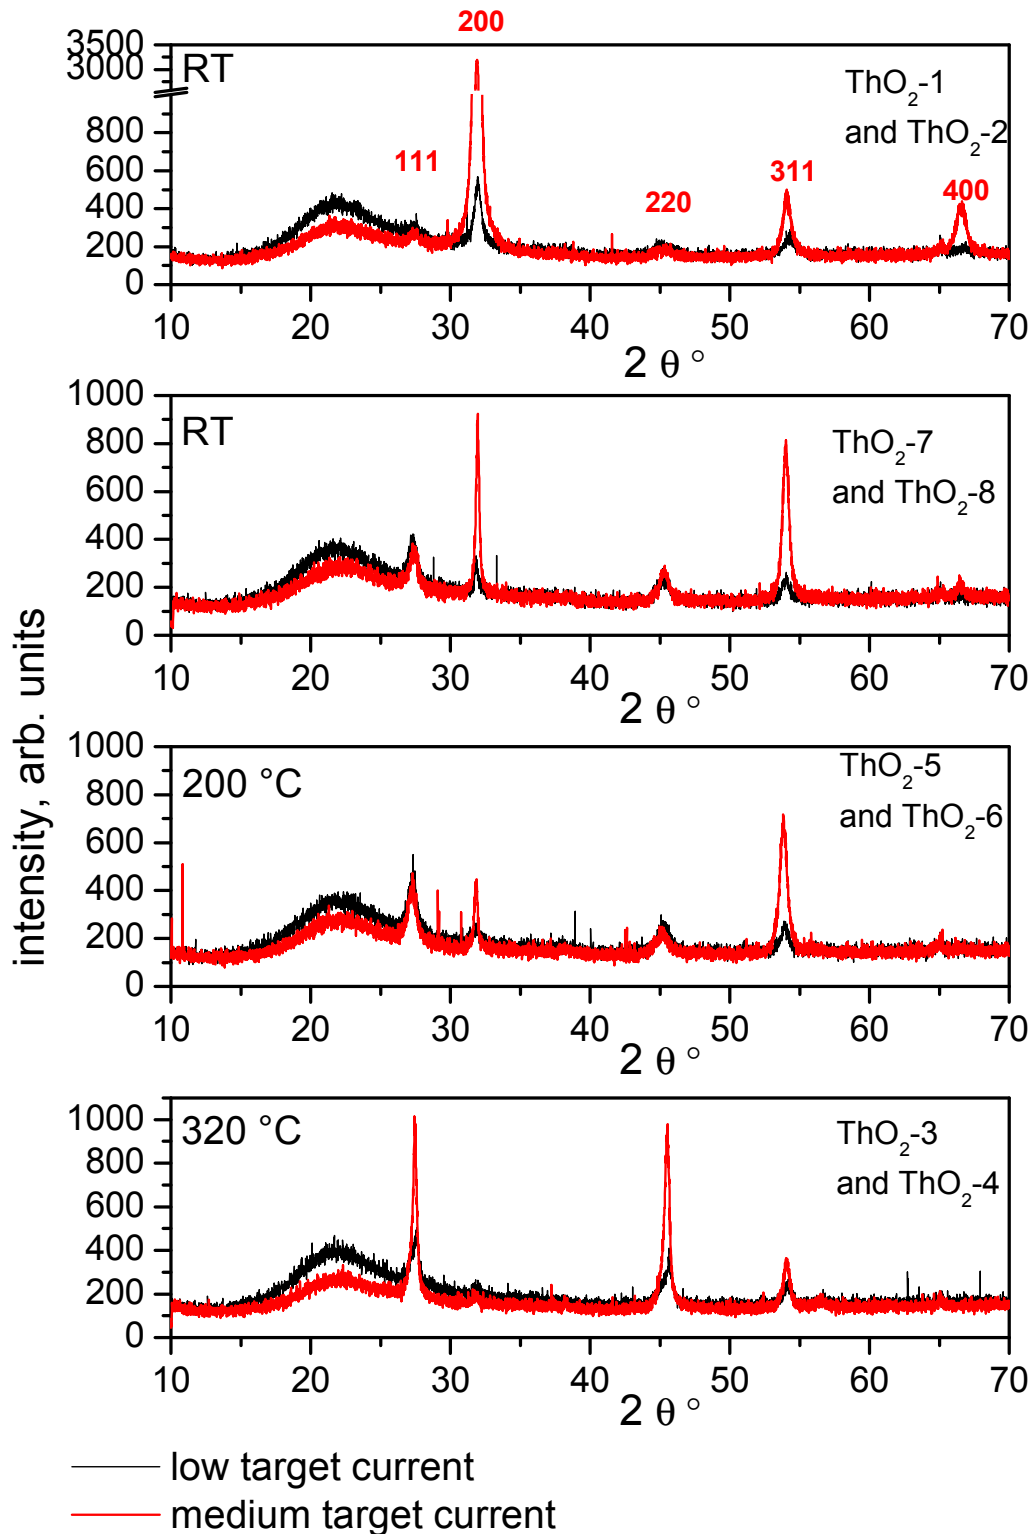 200
3500
3000
RT
ThO2-1
and ThO2-2
800
600
111
311
400
220
400
200
0
10 20 30 40 50 60 70
2 θ °
1000
RT
ThO2-7
and ThO2-8
800
600
400
200
0
10 20 30 40 50 60 70
2 θ °
intensity, arb. units
1000
200 °C
ThO2-5
and ThO2-6
800
600
400
200
0
10 20 30 40 50 60 70
2 θ °
1000
320 °C
ThO2-3
and ThO2-4
800
600
400
200
0
10 20 30 40 50 60 70
2 θ °
low target current
medium target current